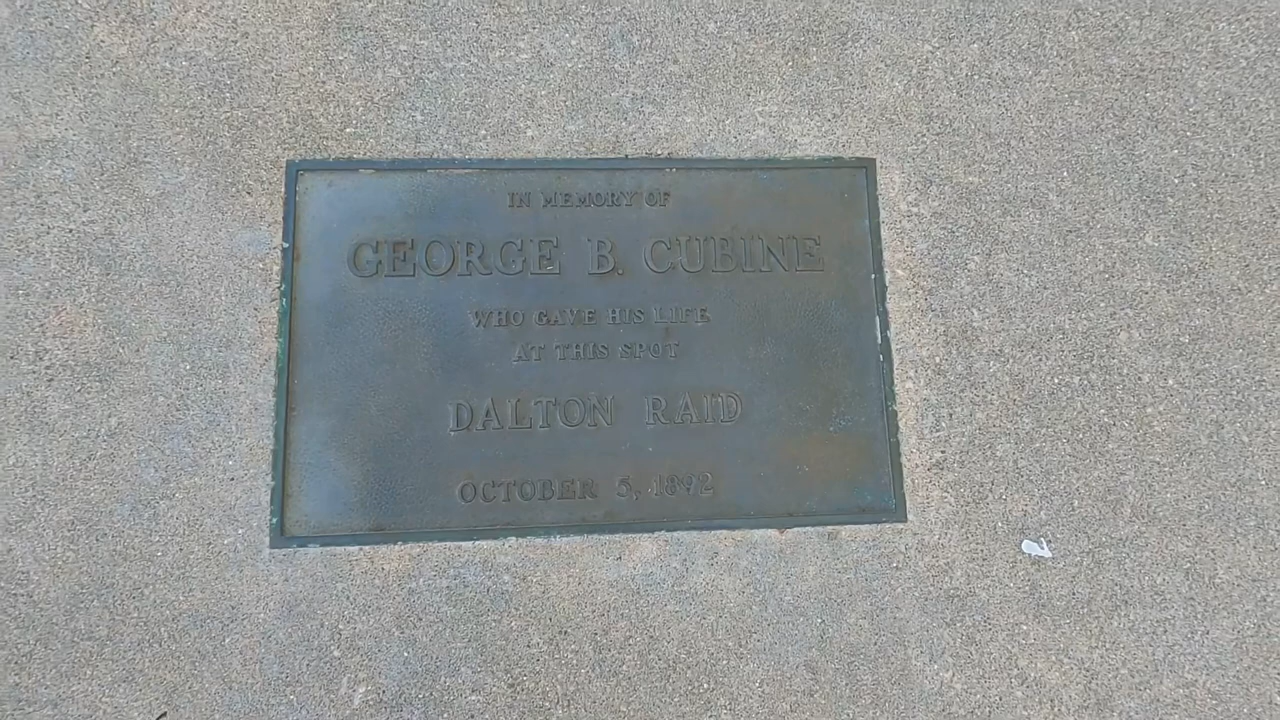 IN MEMORY OF
GEORGE B. CUBINE
WHO GAVE HIS LIFE
AT THIS SPOT
DALTON RAID
OCTOBER 5, 1892